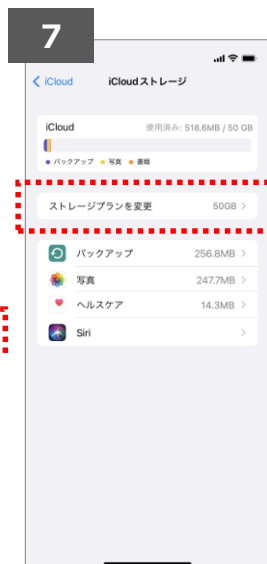 7
iCloud
iCloudストレージ
iCloud 使用済み: 518.6MB / 50 GB
バックアップ 写真 書類
ストレージプランを変更 50GB
バックアップ 256.8MB
写真 247.7MB
ヘルスケア 14.3MB
Siri